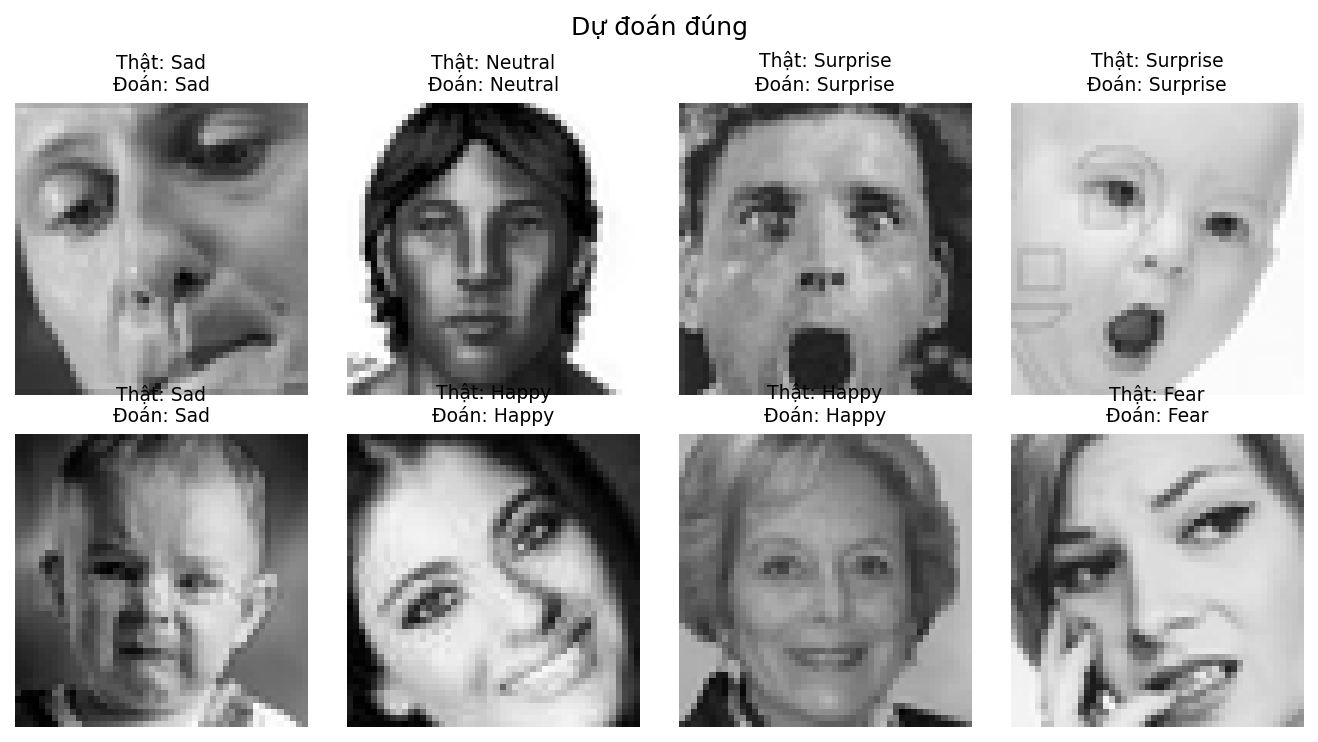 Dự đoán đúng
Thật: Sad
Đoán: Sad
Thật: Neutral
Đoán: Neutral
Thật: Surprise
Đoán: Surprise
Thật: Surprise
Đoán: Surprise
Thật: Sad
Đoán: Sad
Thật: Happy
Đoán: Happy
Thật: Happy
Đoán: Happy
Thật: Fear
Đoán: Fear